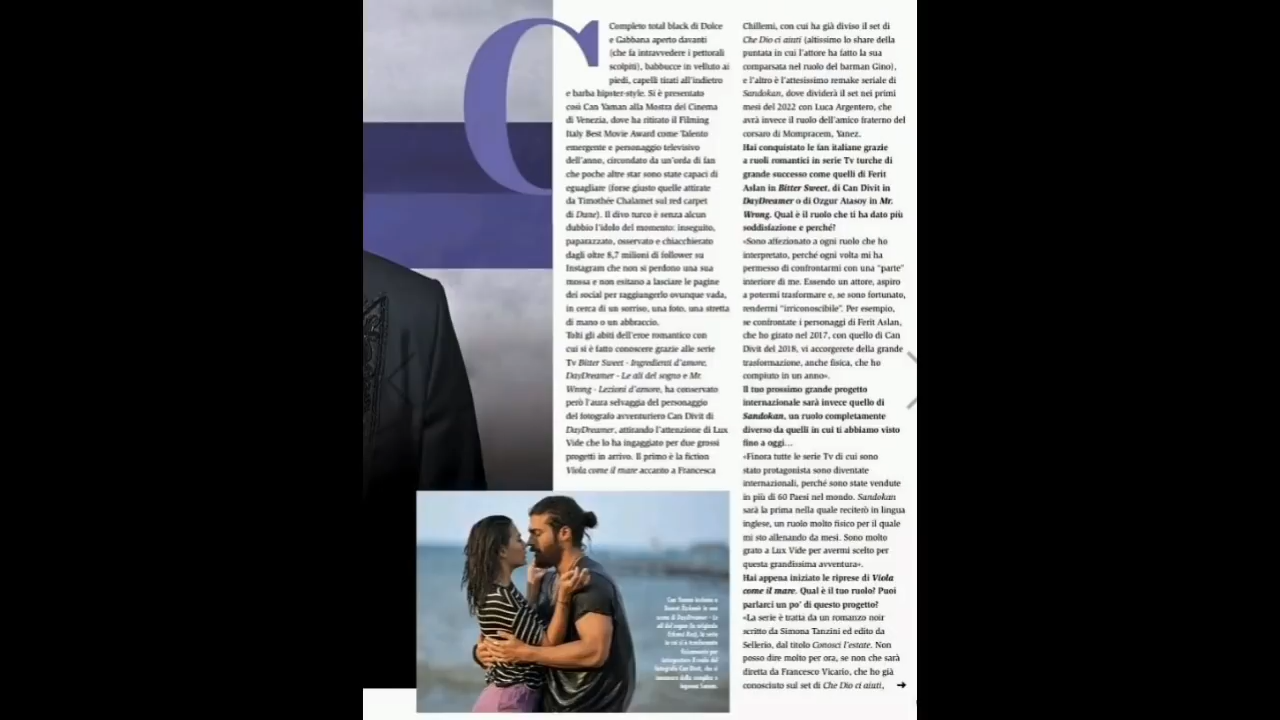 C
Completo total black di Dolce
e Gabbana aperto davanti
(che fa intravvedere i pettorali
scolpiti), babbucce in velluto ai
piedi, capelli tirati all'indietro
e barba hipster-style. Si è presentato
così Can Yaman alla Mostra del Cinema
di Venezia, dove ha ritirato il Filming
Italy Best Movie Award come Talento
emergente e personaggio televisivo
dell'anno, circondato da un'orda di fan
che poche altre star sono state capaci di
eguagliare (forse giusto quelle attirate
da Timothée Chalamet sul red carpet
di Dune). Il divo turco è senza alcun
dubbio l'idolo del momento: inseguito,
paparazzato, osservato e chiacchierato
dagli oltre 8,7 milioni di follower su
Instagram che non si perdono una sua
mossa e non esitano a lasciare le pagine
dei social per raggiungerlo ovunque vada,
in cerca di un sorriso, una foto, una stretta
di mano o un abbraccio.
Tolti gli abiti dell'eroe romantico con
cui si è fatto conoscere grazie alle serie
Tv Bitter Sweet - Ingredienti d'amore,
DayDreamer - Le ali del sogno e Mr.
Wrong - Lezioni d'amore, ha conservato
però l'aura selvaggia del personaggio
del fotografo avventuriero Can Divit di
DayDreamer, attirando l'attenzione di Lux
Vide che lo ha ingaggiato per due grossi
progetti in arrivo. Il primo è la fiction
Viola come il mare accanto a Francesca
Chillemi, con cui ha già diviso il set di
Che Dio ci aiuti (altissimo lo share della
puntata in cui l'attore ha fatto la sua
comparsata nel ruolo del barman Gino),
e l'altro è l'attesissimo remake seriale di
Sandokan, dove dividerà il set nei primi
mesi del 2022 con Luca Argentero, che
avrà invece il ruolo dell'amico fraterno del
corsaro di Mompracem, Yanez.
Hai conquistato le fan italiane grazie
a ruoli romantici in serie Tv turche di
grande successo come quelli di Ferit
Aslan in Bitter Sweet, di Can Divit in
DayDreamer o di Ozgur Atasoy in Mr.
Wrong. Qual è il ruolo che ti ha dato più
soddisfazione e perché?
«Sono affezionato a ogni ruolo che ho
interpretato, perché ogni volta mi ha
permesso di confrontarmi con una "parte"
interiore di me. Essendo un attore, aspiro
a potermi trasformare e, se sono fortunato,
rendermi "irriconoscibile". Per esempio,
se confrontate i personaggi di Ferit Aslan,
che ho girato nel 2017, con quello di Can
Divit del 2018, vi accorgerete della grande
trasformazione, anche fisica, che ho
compiuto in un anno».
Il tuo prossimo grande progetto
internazionale sarà invece quello di
Sandokan, un ruolo completamente
diverso da quelli in cui ti abbiamo visto
fino a oggi...
«Finora tutte le serie Tv di cui sono
stato protagonista sono diventate
internazionali, perché sono state vendute
in più di 60 Paesi nel mondo. Sandokan
sarà la prima nella quale reciterò in lingua
inglese, un ruolo molto fisico per il quale
mi sto allenando da mesi. Sono molto
grato a Lux Vide per avermi scelto per
questa grandissima avventura».
Hai appena iniziato le riprese di Viola
come il mare. Qual è il tuo ruolo? Puoi
parlarci un po' di questo progetto?
«La serie è tratta da un romanzo noir
scritto da Simona Tanzini ed edito da
Sellerio, dal titolo Conosci l'estate. Non
posso dire molto per ora, se non che sarà
diretta da Francesco Vicario, che ho già
conosciuto sul set di Che Dio ci aiuti, →
Can Yaman insieme a
scena di DayDreamer - Le
ali del sogno (in originale